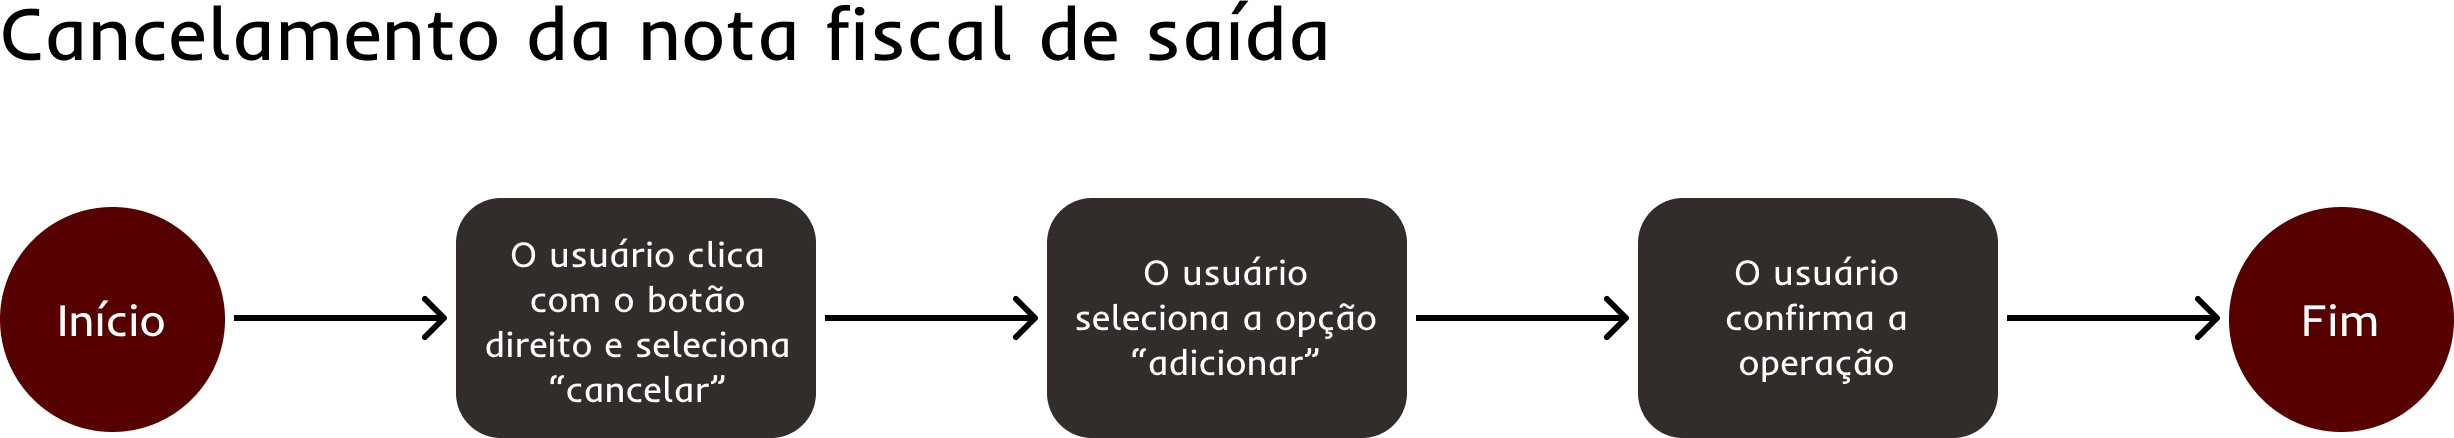 Cancelamento da nota fiscal de saída
Início
O usuário clica
com o botão
direito e seleciona
“cancelar”
O usuário
seleciona a opção
“adicionar”
O usuário
confirma a
operação
Fim